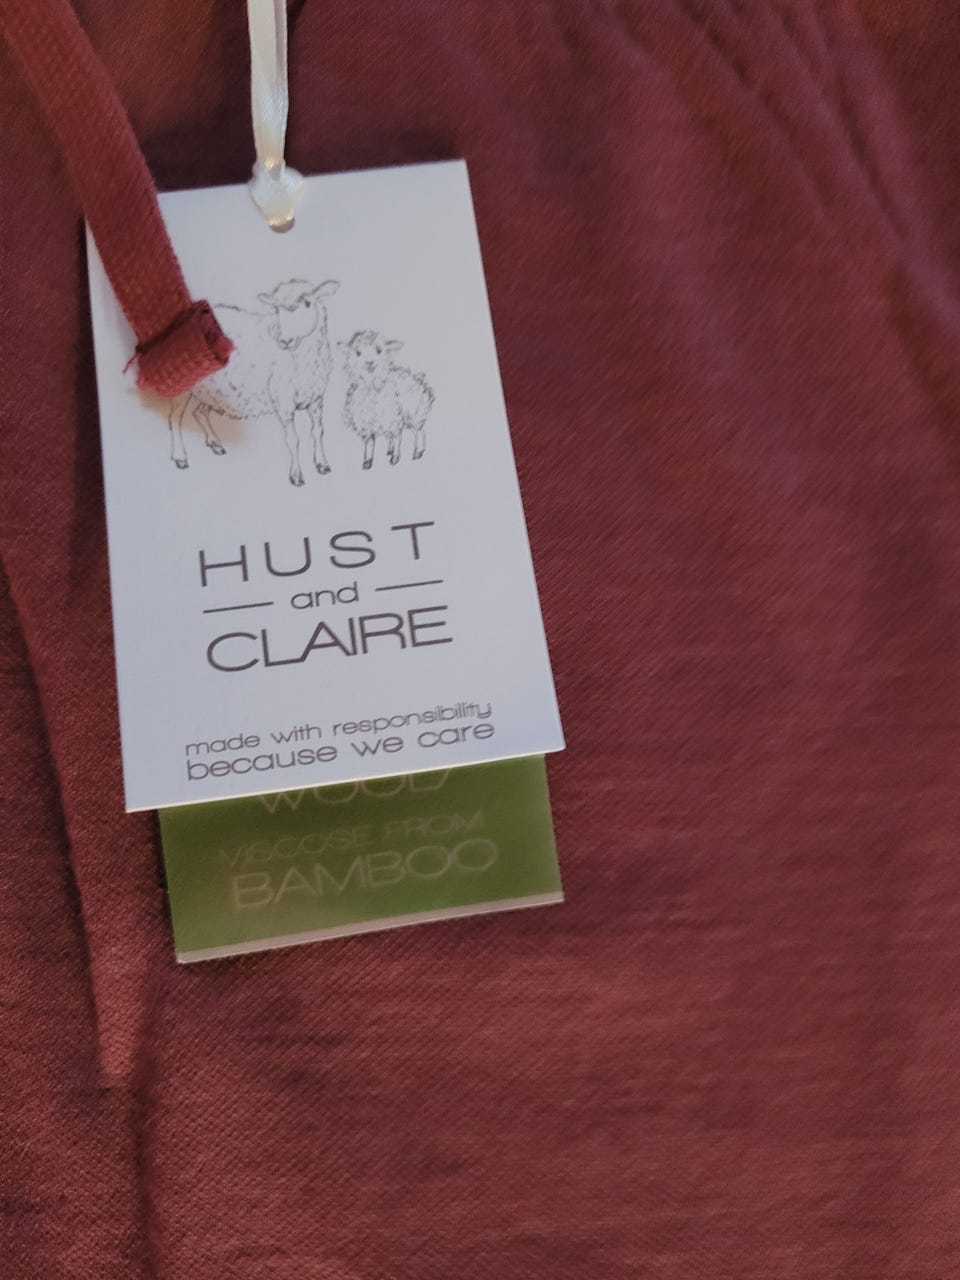 HUST
and
CLAIRE
made with responsibility
because we care
WOOL
VISCOSE FROM
BAMBOO